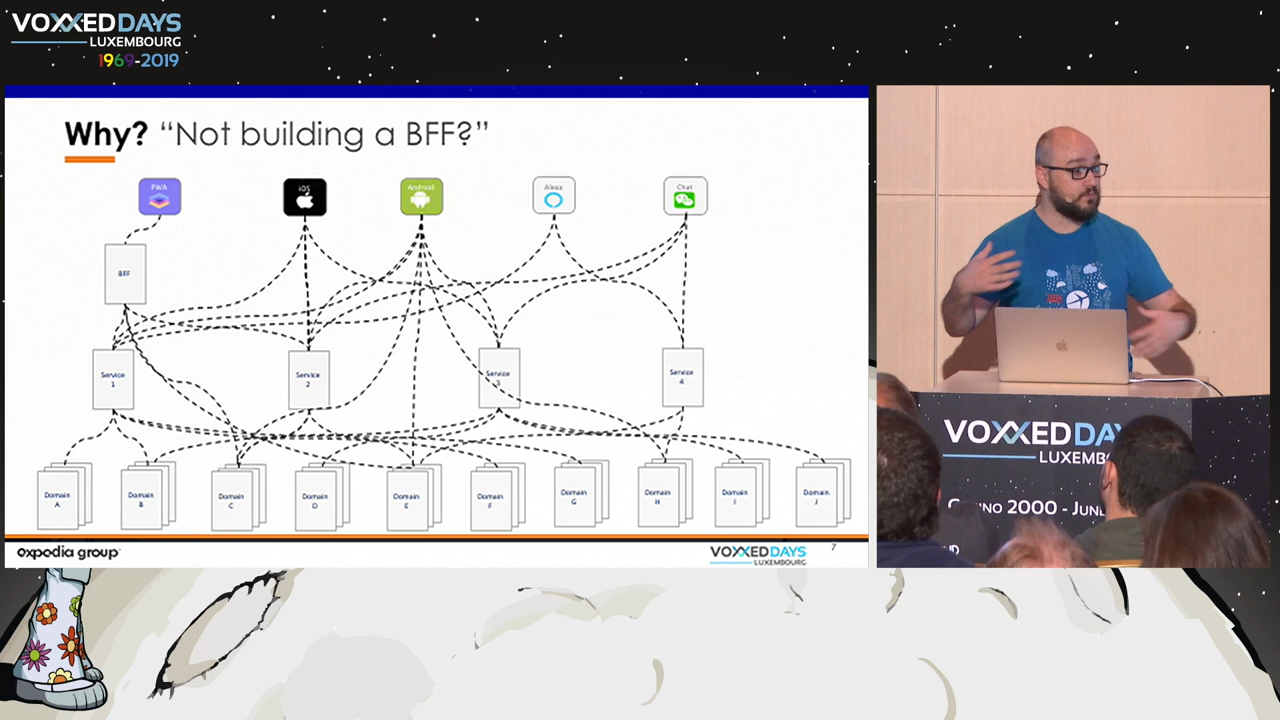 VOXXED DAYS
LUXEMBOURG
1969-2019
Why? “Not building a BFF?”
PWA
iOS
Android
Alexa
Chat
BFF
Service
1
Service
2
Service
3
Service
4
Domain
A
Domain
B
Domain
C
Domain
D
Domain
E
Domain
F
Domain
G
Domain
H
Domain
I
Domain
J
expedia group
VOXXED DAYS
LUXEMBOURG
7
VOXXED DAY
LUXEMB
2000 - JUNE